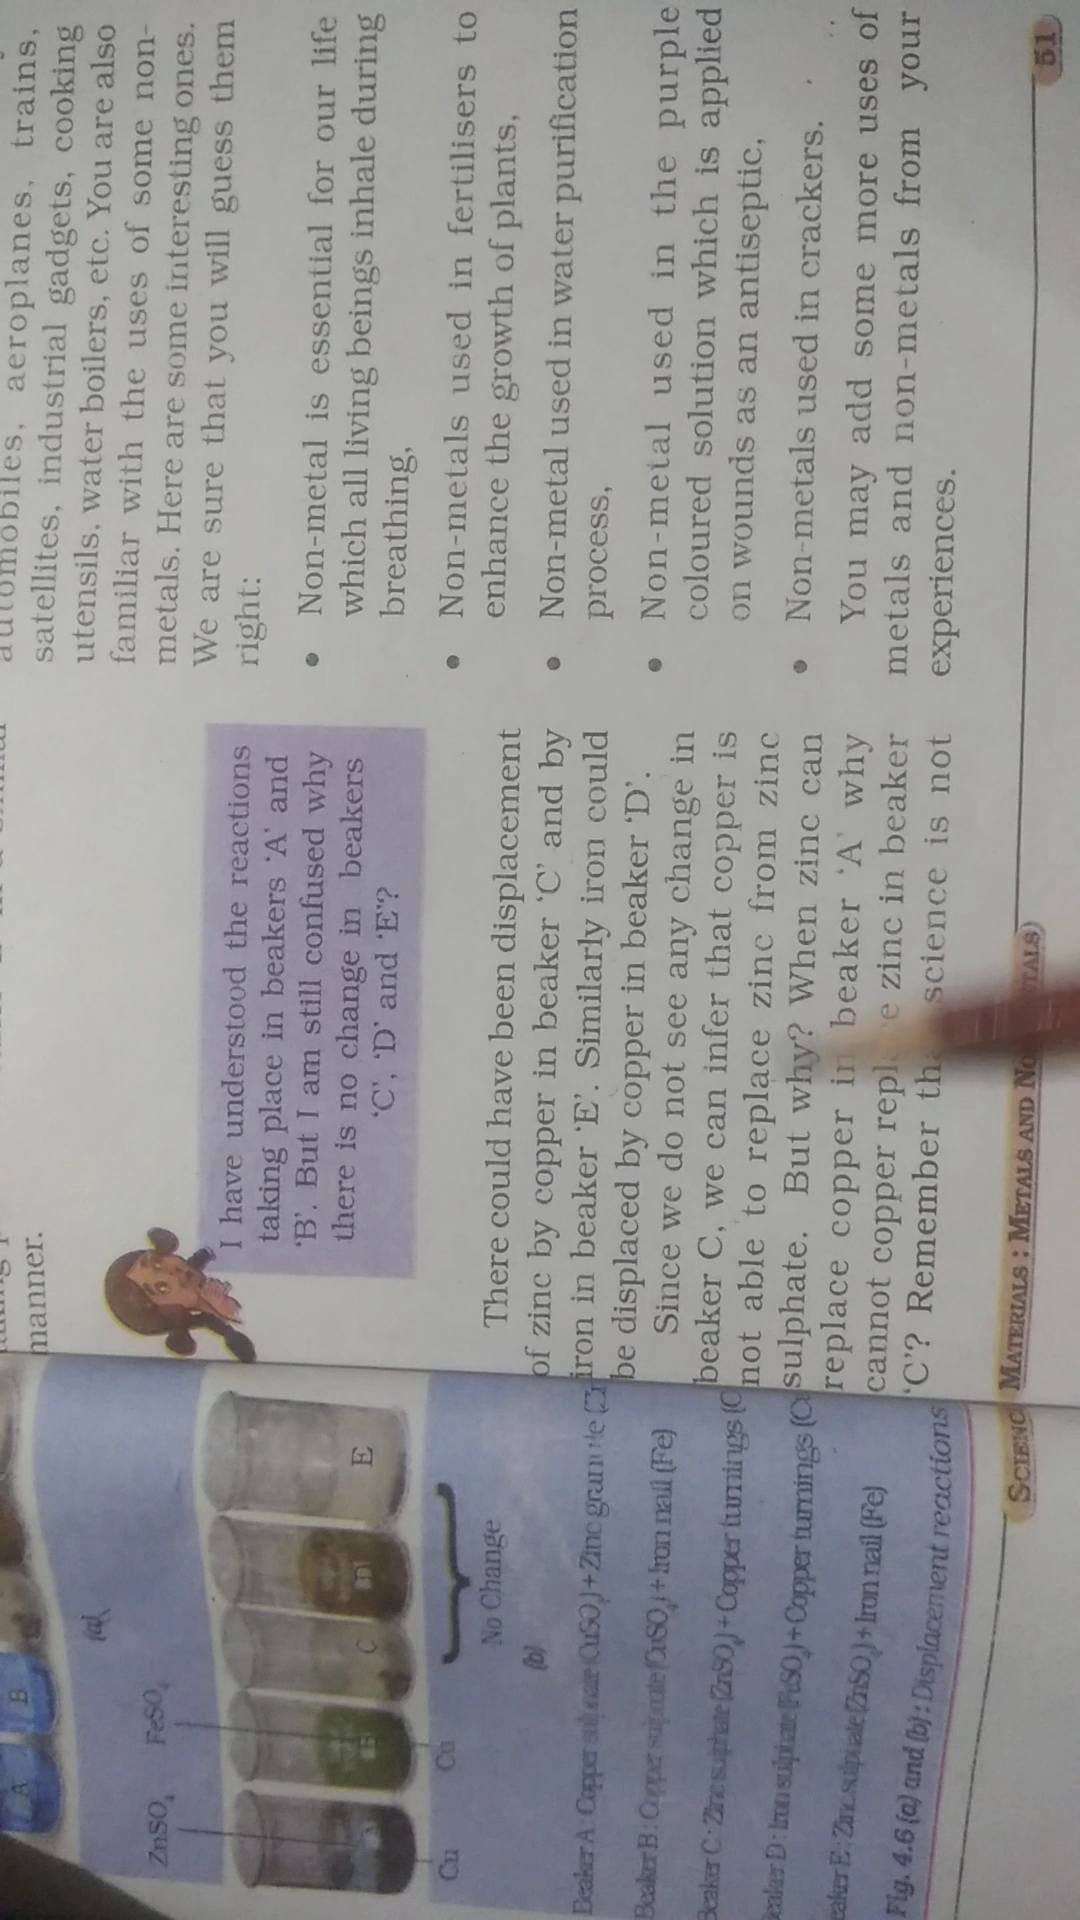 (a)
A
B
ZnSO4
FeSO4
C
E
Cu
Cu
No Change
(b)
Beaker A : Copper sulphate (CuSO4) + Zinc granule
Beaker B : Copper sulphate (CuSO4) + Iron nail (Fe)
Beaker C : Zinc sulphate (ZnSO4) + Copper turnings
eaker D : Iron sulphate (FeSO4) + Copper turnings
eaker E : Zinc sulphate (ZnSO4) + Iron nail (Fe)
Fig. 4.6 (a) and (b) : Displacement reactions
manner.
I have understood the reactions
taking place in beakers 'A' and
'B'. But I am still confused why
there is no change in beakers
'C', 'D' and 'E'?
There could have been displacement
of zinc by copper in beaker 'C' and by
iron in beaker 'E'. Similarly iron could
be displaced by copper in beaker 'D'.
Since we do not see any change in
beaker C, we can infer that copper is
not able to replace zinc from zinc
sulphate. But why? When zinc can
replace copper in beaker 'A' why
cannot copper zinc in beaker
'C'? Remember science is not
MATERIALS : METALS AND
automobiles, aeroplanes, trains,
satellites, industrial gadgets, cooking
utensils, water boilers, etc. You are also
familiar with the uses of some non-
metals. Here are some interesting ones.
We are sure that you will guess them
right:
• Non-metal is essential for our life
which all living beings inhale during
breathing,
• Non-metals used in fertilisers to
enhance the growth of plants,
• Non-metal used in water purification
process,
• Non-metal used in the purple
coloured solution which is applied
on wounds as an antiseptic,
• Non-metals used in crackers.
You may add some more uses of
metals and non-metals from your
experiences.
51